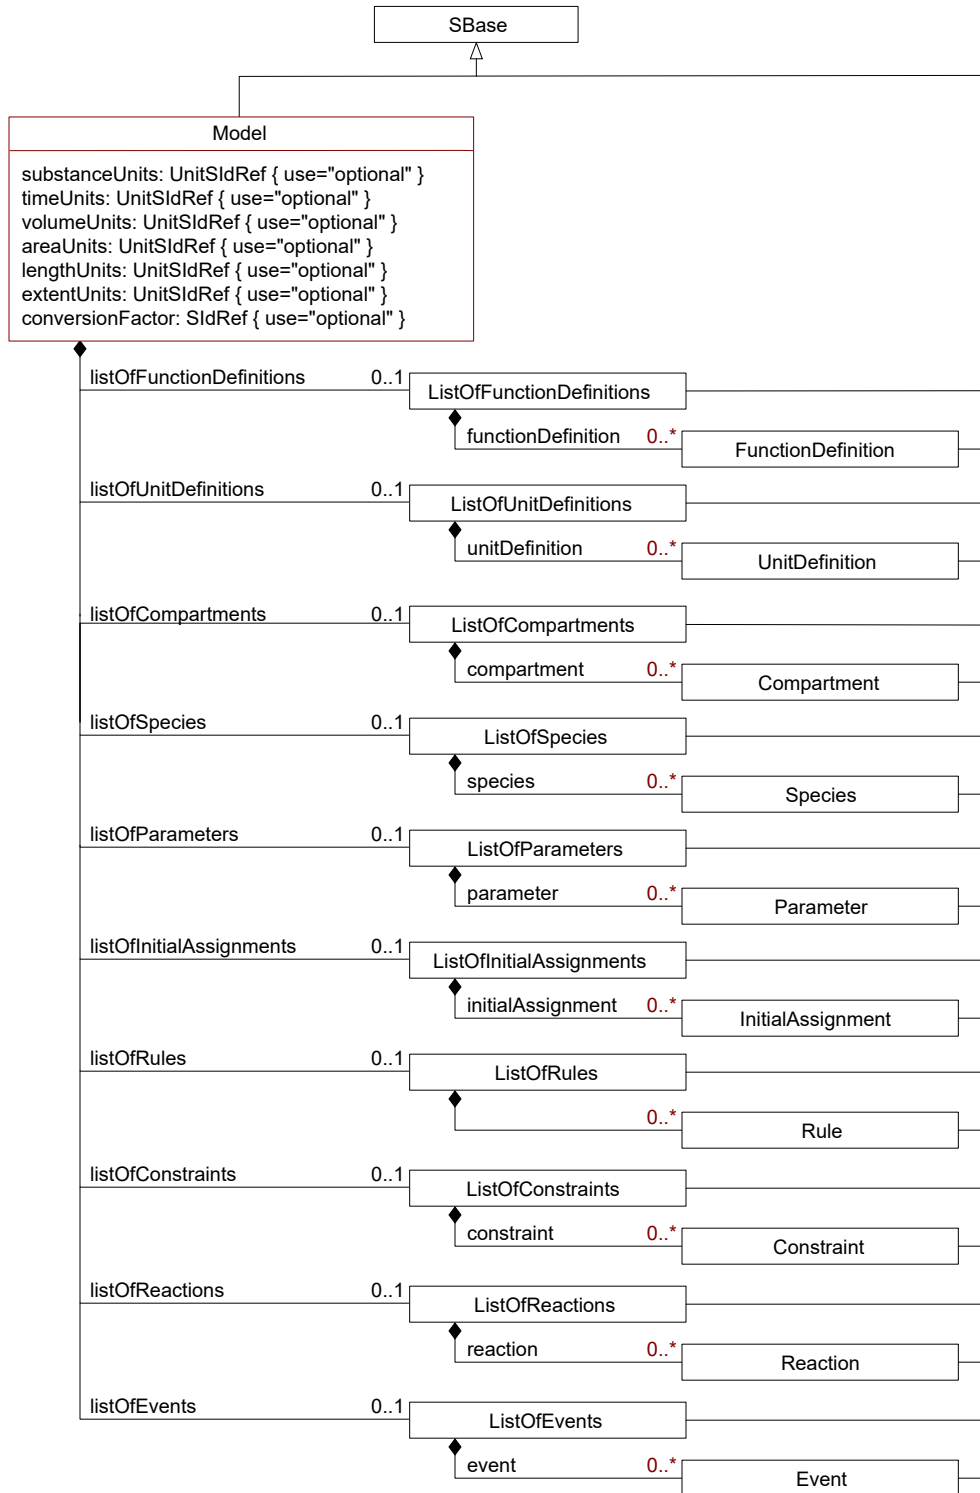 SBase
Model
substanceUnits: UnitSIdRef { use="optional" }
timeUnits: UnitSIdRef { use="optional" }
volumeUnits: UnitSIdRef { use="optional" }
areaUnits: UnitSIdRef { use="optional" }
lengthUnits: UnitSIdRef { use="optional" }
extentUnits: UnitSIdRef { use="optional" }
conversionFactor: SIdRef { use="optional" }
listOfFunctionDefinitions 0..1 ListOfFunctionDefinitions
functionDefinition 0..* FunctionDefinition
listOfUnitDefinitions 0..1 ListOfUnitDefinitions
unitDefinition 0..* UnitDefinition
listOfCompartments 0..1 ListOfCompartments
compartment 0..* Compartment
listOfSpecies 0..1 ListOfSpecies
species 0..* Species
listOfParameters 0..1 ListOfParameters
parameter 0..* Parameter
listOfInitialAssignments 0..1 ListOfInitialAssignments
initialAssignment 0..* InitialAssignment
listOfRules 0..1 ListOfRules
0..* Rule
listOfConstraints 0..1 ListOfConstraints
constraint 0..* Constraint
listOfReactions 0..1 ListOfReactions
reaction 0..* Reaction
listOfEvents 0..1 ListOfEvents
event 0..* Event